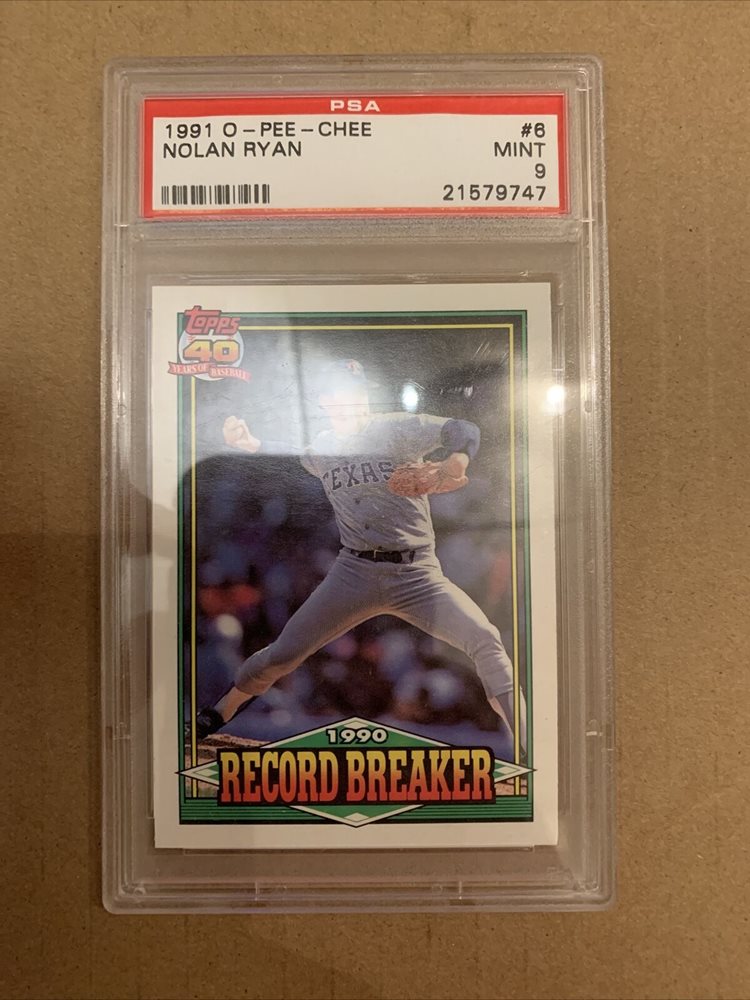 PSA
1991 O-PEE-CHEE #6
NOLAN RYAN MINT
9
21579747
Topps
40
YEARS OF BASEBALL
TEXAS
1990
RECORD BREAKER